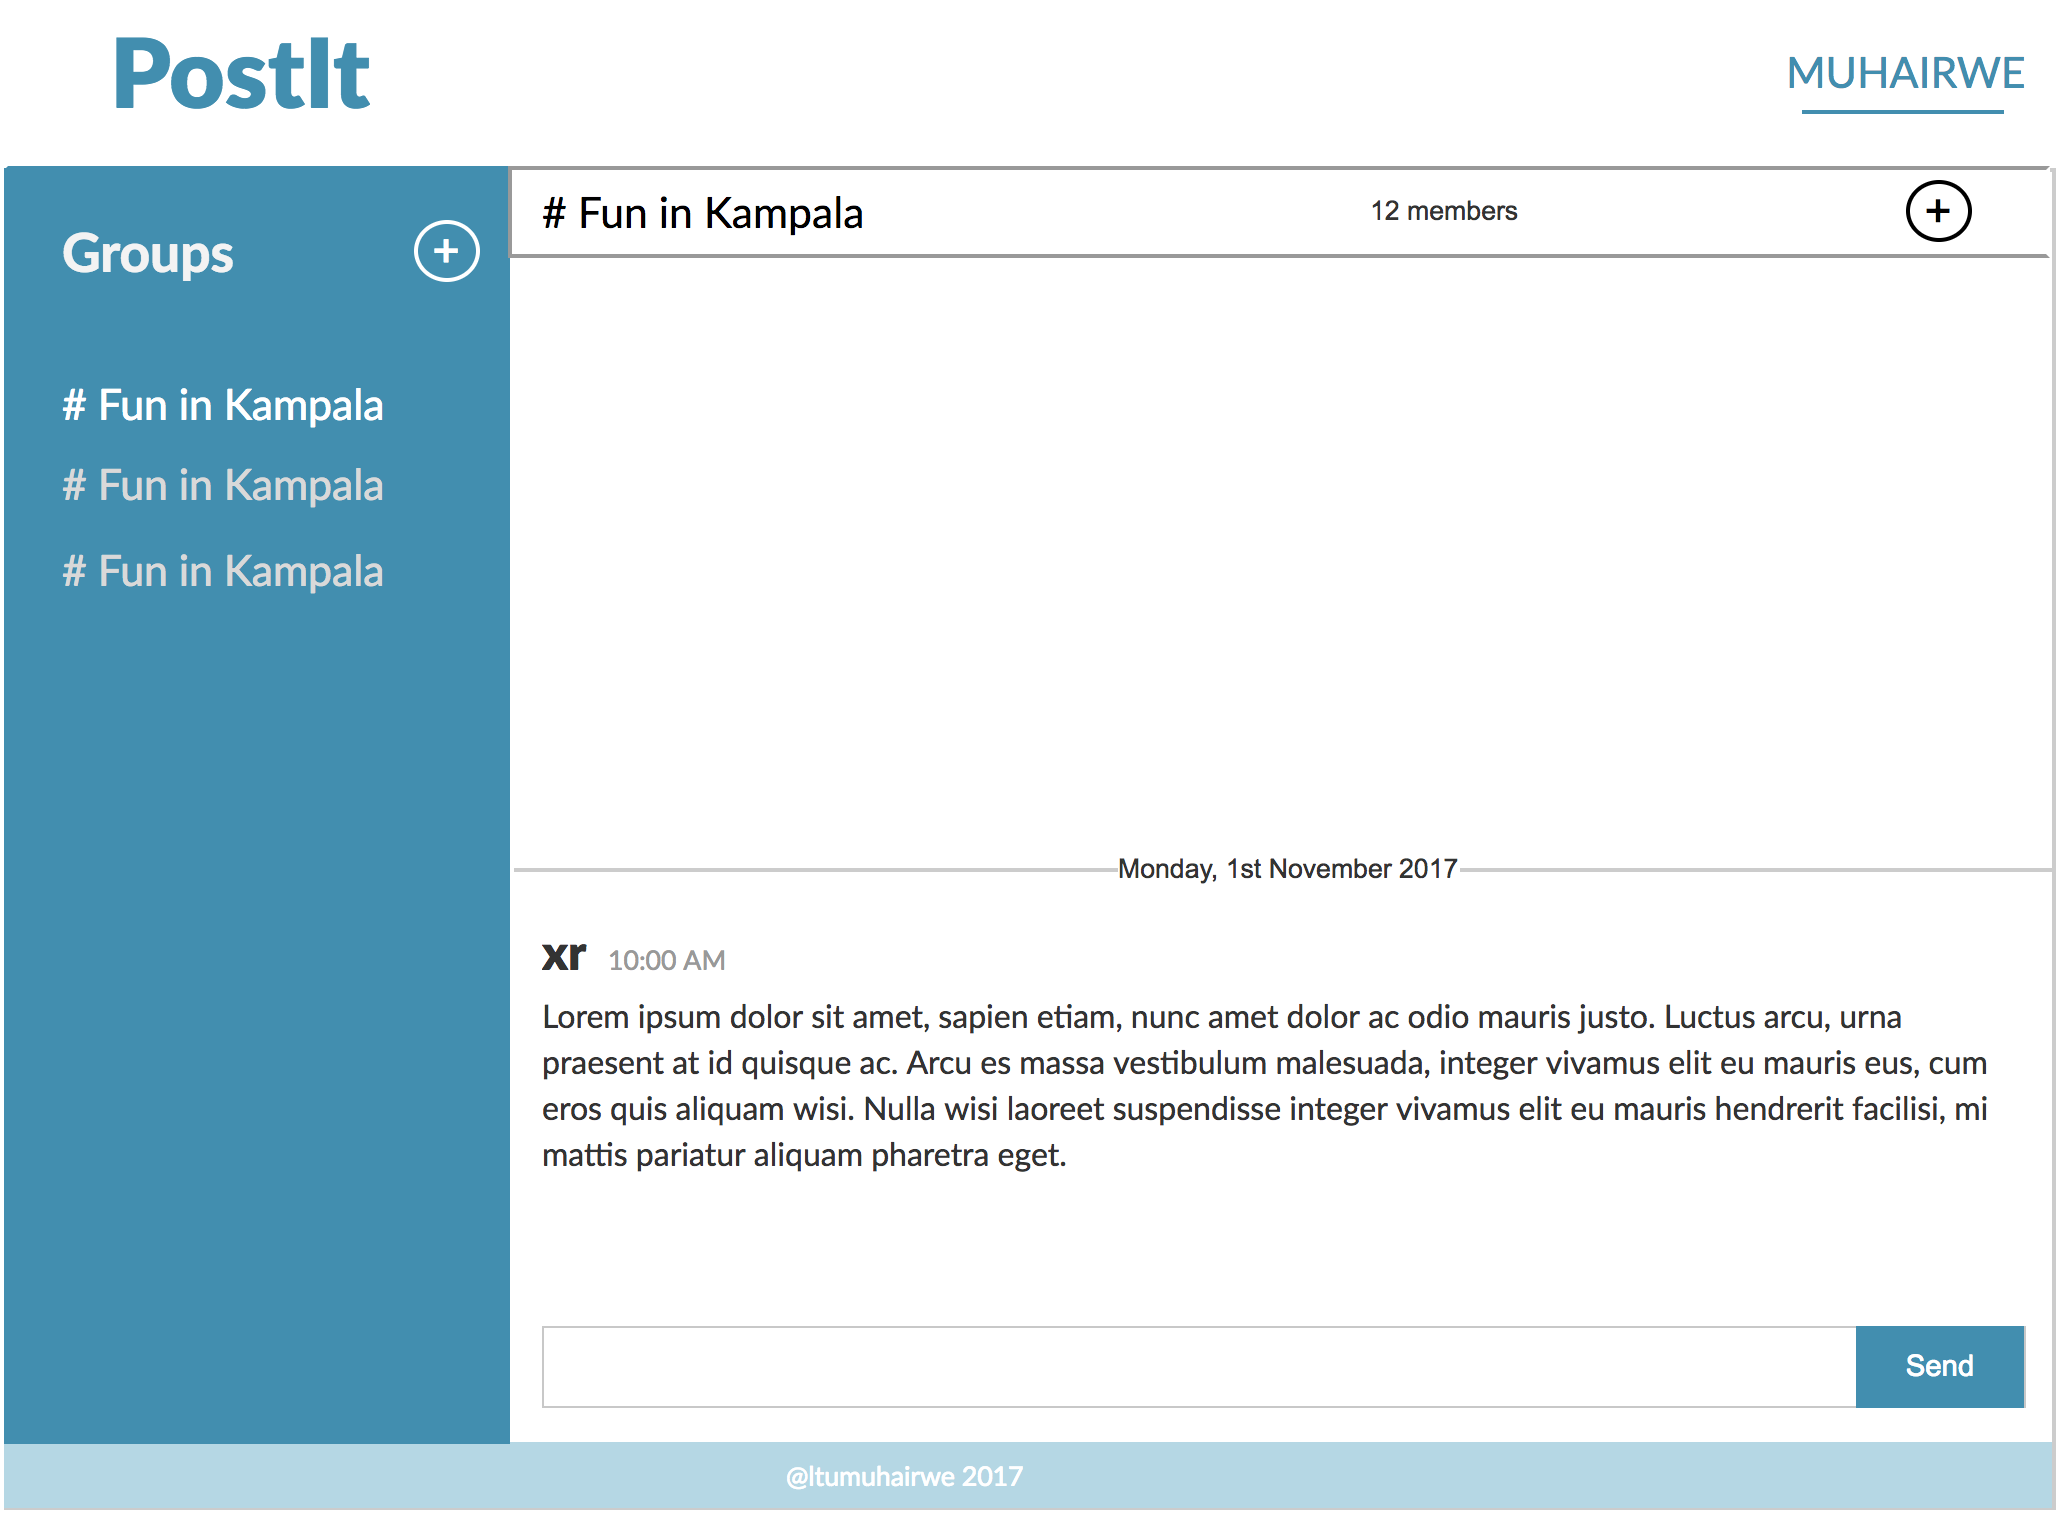 PostIt
MUHAIRWE
Groups +
# Fun in Kampala
# Fun in Kampala
# Fun in Kampala
# Fun in Kampala
12 members
+
Monday, 1st November 2017
xr 10:00 AM
Lorem ipsum dolor sit amet, sapien etiam, nunc amet dolor ac odio mauris justo. Luctus arcu, urna
praesent at id quisque ac. Arcu es massa vestibulum malesuada, integer vivamus elit eu mauris eus, cum
eros quis aliquam wisi. Nulla wisi laoreet suspendisse integer vivamus elit eu mauris hendrerit facilisi, mi
mattis pariatur aliquam pharetra eget.
Send
@ltumuhairwe 2017